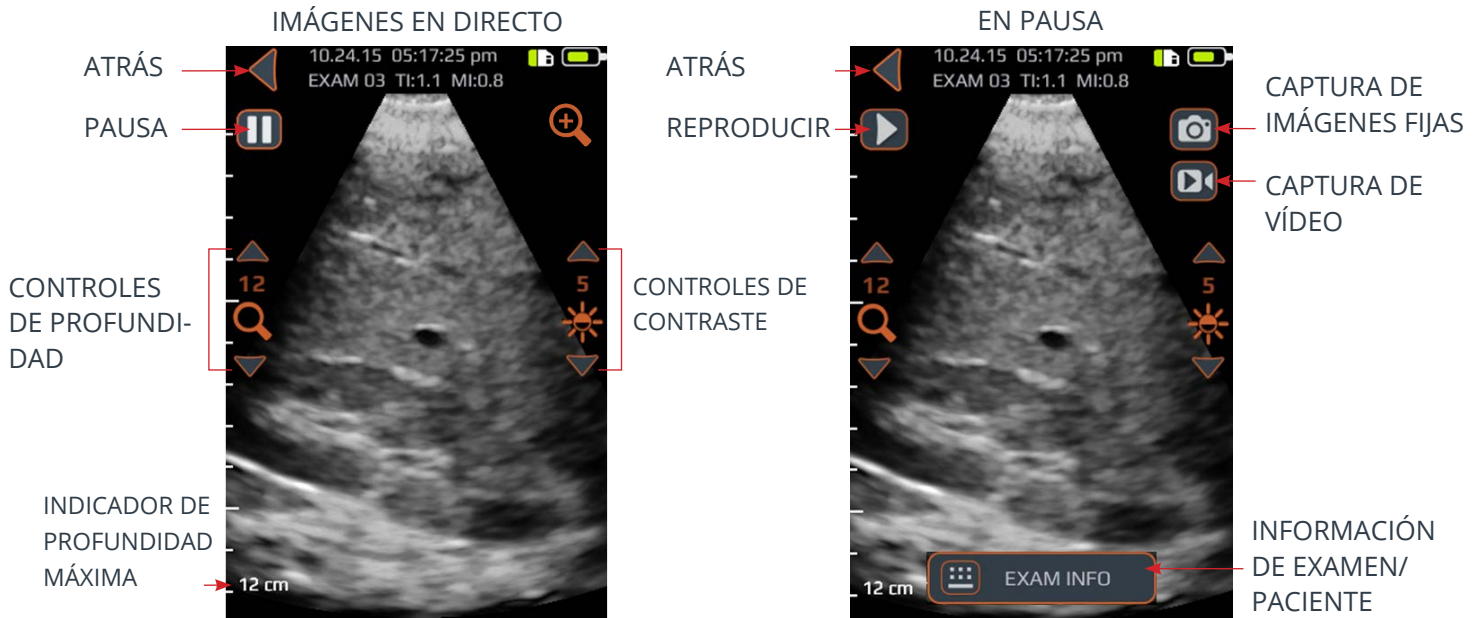 IMÁGENES EN DIRECTO
ATRÁS
10.24.15 05:17:25 pm
EXAM 03 TI:1.1 MI:0.8
PAUSA
CONTROLES
DE PROFUNDI-
DAD
12
5
CONTROLES DE
CONTRASTE
INDICADOR DE
PROFUNDIDAD
MÁXIMA
12 cm
EN PAUSA
ATRÁS
10.24.15 05:17:25 pm
EXAM 03 TI:1.1 MI:0.8
REPRODUCIR
CAPTURA DE
IMÁGENES FIJAS
CAPTURA DE
VÍDEO
12
5
12 cm
EXAM INFO
INFORMACIÓN
DE EXAMEN/
PACIENTE